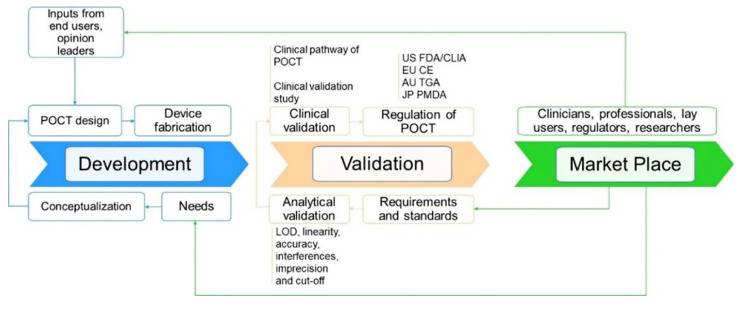 Inputs from
end users,
opinion
leaders
Clinical pathway of
POCT
Clinical validation
study
US FDA/CLIA
EU CE
AU TGA
JP PMDA
POCT design
Device
fabrication
Clinical
validation
Regulation of
POCT
Clinicians, professionals, lay
users, regulators, researchers
Development
Validation
Market Place
Conceptualization
Needs
Analytical
validation
Requirements
and standards
LOD, linearity,
accuracy,
interferences,
imprecision
and cut-off